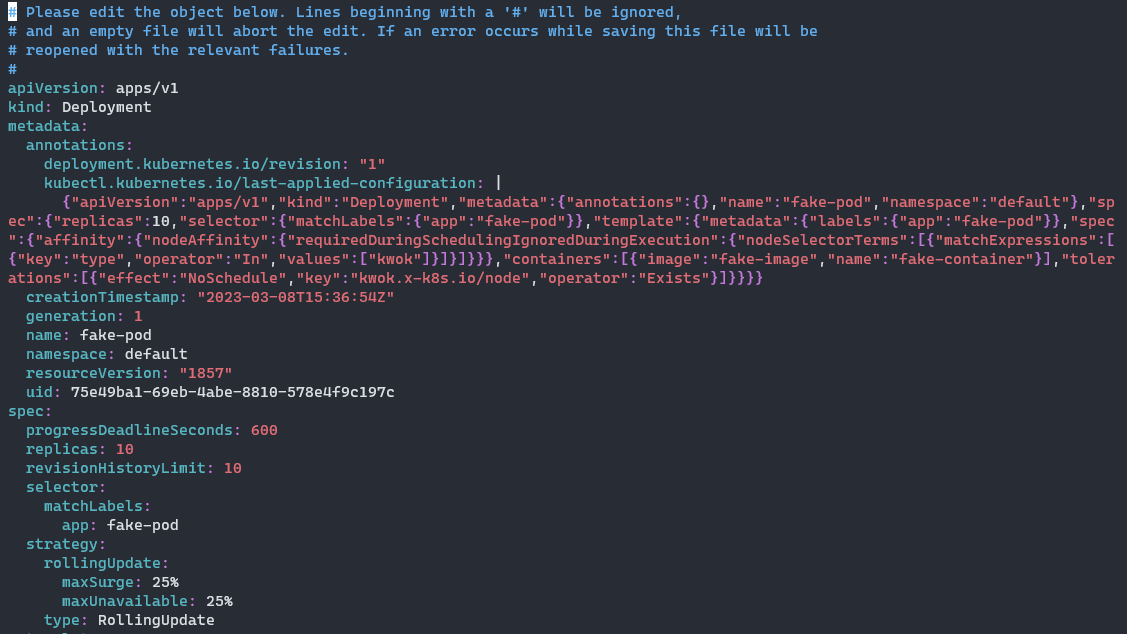 # Please edit the object below. Lines beginning with a '#' will be ignored,
# and an empty file will abort the edit. If an error occurs while saving this file will be
# reopened with the relevant failures.
#
apiVersion: apps/v1
kind: Deployment
metadata:
  annotations:
    deployment.kubernetes.io/revision: "1"
    kubectl.kubernetes.io/last-applied-configuration: |
      {"apiVersion":"apps/v1","kind":"Deployment","metadata":{"annotations":{},"name":"fake-pod","namespace":"default"},"sp
ec":{"replicas":10,"selector":{"matchLabels":{"app":"fake-pod"}},"template":{"metadata":{"labels":{"app":"fake-pod"}},"spec
":{"affinity":{"nodeAffinity":{"requiredDuringSchedulingIgnoredDuringExecution":{"nodeSelectorTerms":[{"matchExpressions":[
{"key":"type","operator":"In","values":["kwok"]}]}]}}},"containers":[{"image":"fake-image","name":"fake-container"}],"toler
ations":[{"effect":"NoSchedule","key":"kwok.x-k8s.io/node","operator":"Exists"}]}}}}
  creationTimestamp: "2023-03-08T15:36:54Z"
  generation: 1
  name: fake-pod
  namespace: default
  resourceVersion: "1857"
  uid: 75e49ba1-69eb-4abe-8810-578e4f9c197c
spec:
  progressDeadlineSeconds: 600
  replicas: 10
  revisionHistoryLimit: 10
  selector:
    matchLabels:
      app: fake-pod
  strategy:
    rollingUpdate:
      maxSurge: 25%
      maxUnavailable: 25%
    type: RollingUpdate